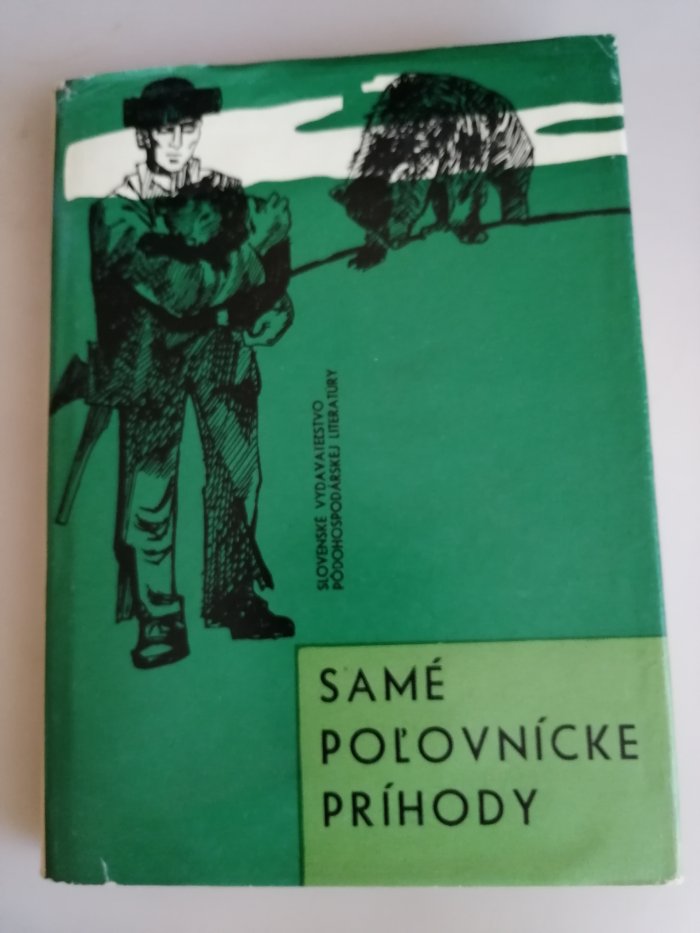 SLOVENSKÉ VYDAVATEĽSTVO
PÔDOHOSPODÁRSKEJ LITERATÚRY
SAMÉ
POĽOVNÍCKE
PRÍHODY